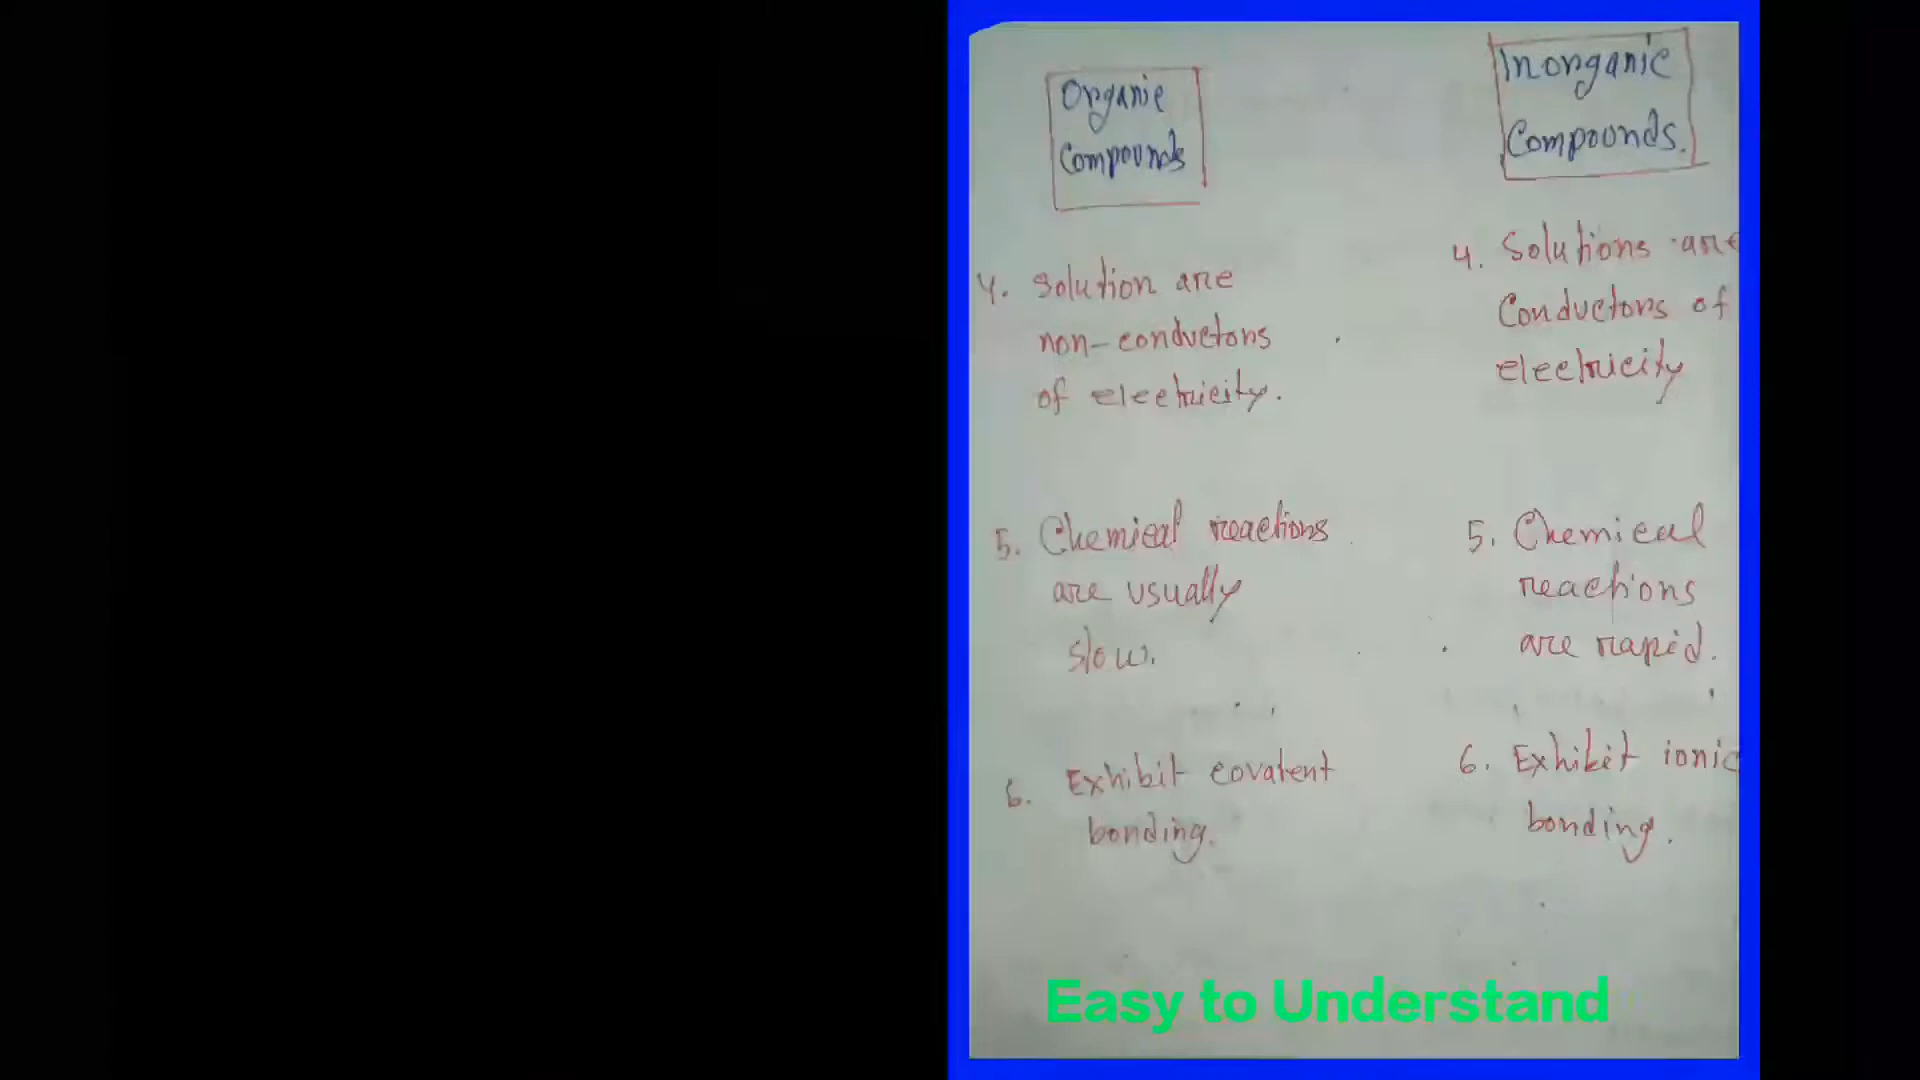 Organic
Compounds
Inorganic
Compounds.
4. Solution are
non-conductors
of electricity.
4. Solutions are
Conductors of
electricity
5. Chemical reactions
are usually
slow.
5. Chemical
reactions
are rapid.
6. Exhibit covalent
bonding.
6. Exhibit ionic
bonding.
Easy to Understand